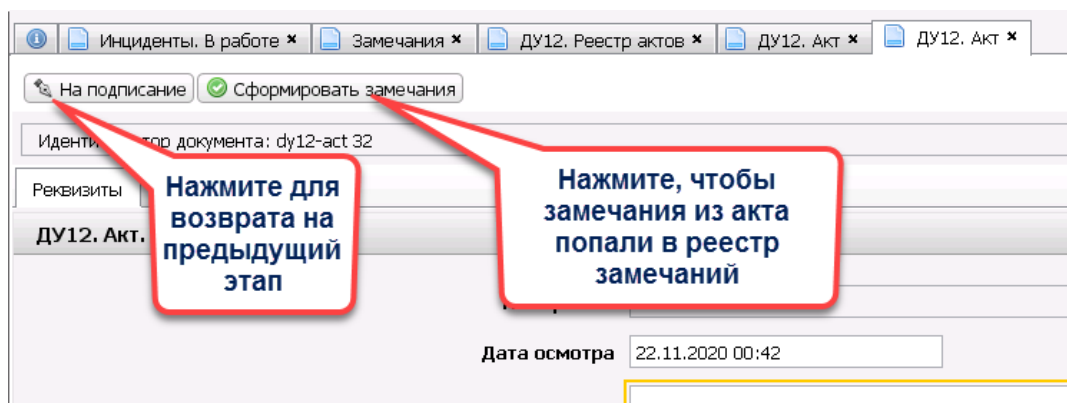 Инциденты. В работе × Замечания × ДУ12. Реестр актов × ДУ12. Акт × ДУ12. Акт ×
На подписание Сформировать замечания
документа: dy12-act 32
Реквизиты
ДУ12. Акт.
Нажмите для
возврата на
предыдущий
этап
Нажмите, чтобы
замечания из акта
попали в реестр
замечаний
Дата осмотра 22.11.2020 00:42